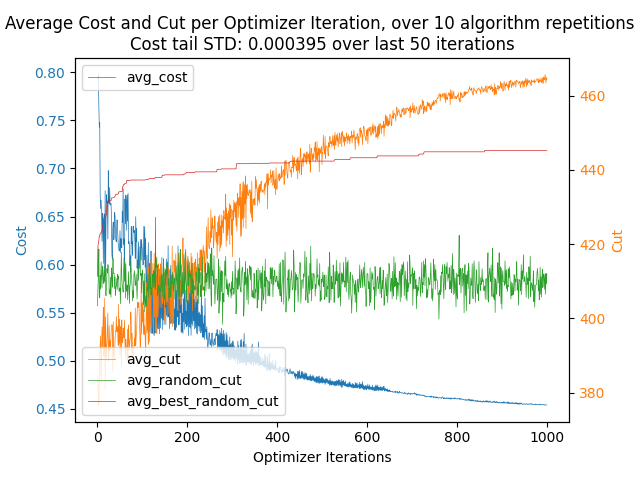 Average Cost and Cut per Optimizer Iteration, over 10 algorithm repetitions
Cost tail STD: 0.000395 over last 50 iterations
avg_cost
0.80
0.75
0.70
0.65
0.60
0.55
0.50
0.45
Cost
460
440
420
400
380
Cut
avg_cut
avg_random_cut
avg_best_random_cut
0 200 400 600 800 1000
Optimizer Iterations